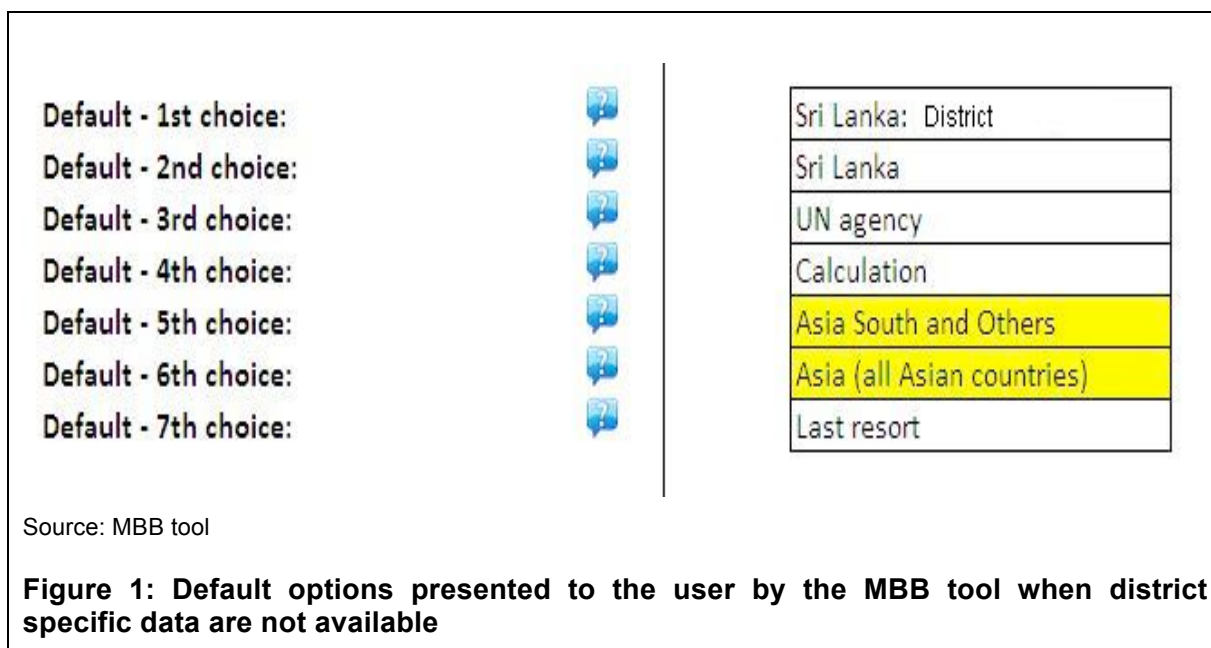 Default - 1st choice: Sri Lanka: District
Default - 2nd choice: Sri Lanka
Default - 3rd choice: UN agency
Default - 4th choice: Calculation
Default - 5th choice: Asia South and Others
Default - 6th choice: Asia (all Asian countries)
Default - 7th choice: Last resort
Source: MBB tool
Figure 1: Default options presented to the user by the MBB tool when district
specific data are not available